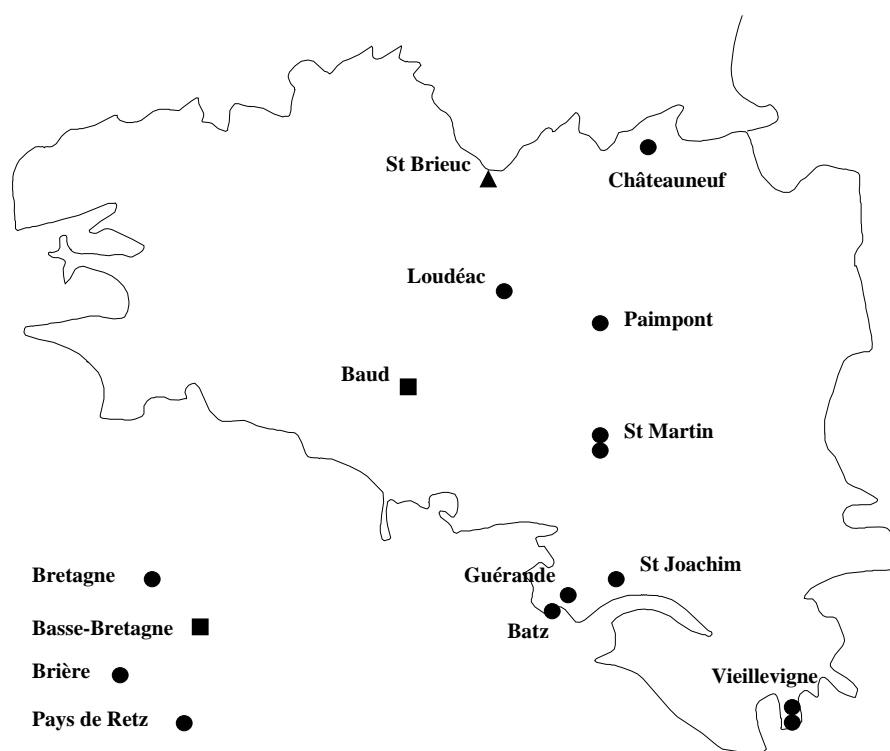 St Brieuc
Châteauneuf
Loudéac
Paimpont
Baud
St Martin
St Joachim
Guérande
Batz
Vieillevigne
Bretagne
Basse-Bretagne
Brière
Pays de Retz